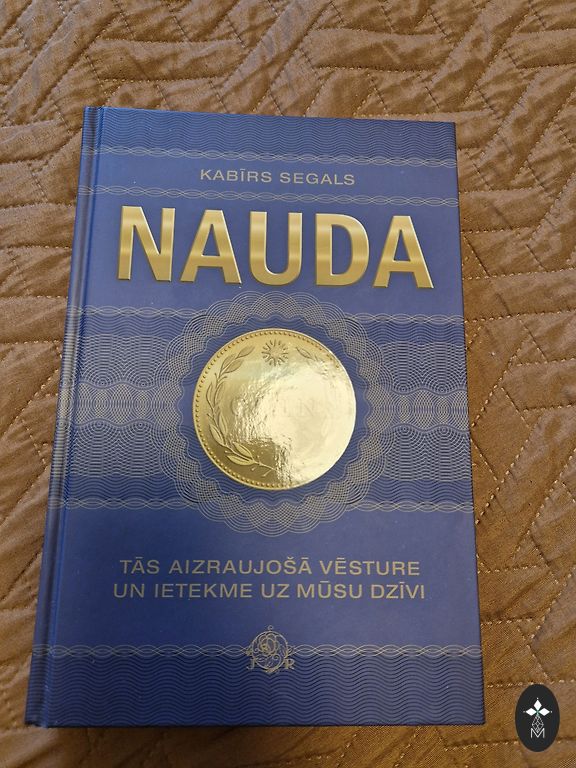 KABĪRS SEGALS
NAUDA
TĀS AIZRAUJOŠĀ VĒSTURE
UN IETEKME UZ MŪSU DZĪVI
J R
M